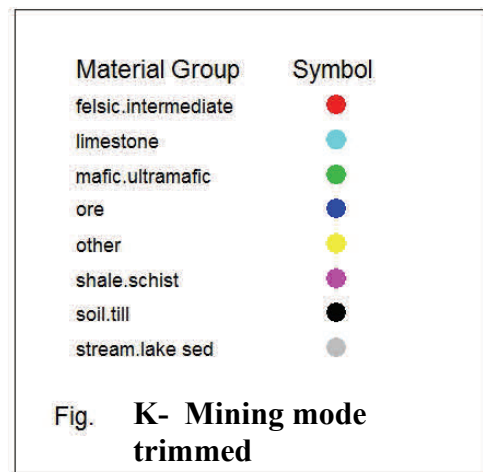 Material Group Symbol
felsic.intermediate
limestone
mafic.ultramafic
ore
other
shale.schist
soil.till
stream.lake sed
Fig. K- Mining mode
trimmed